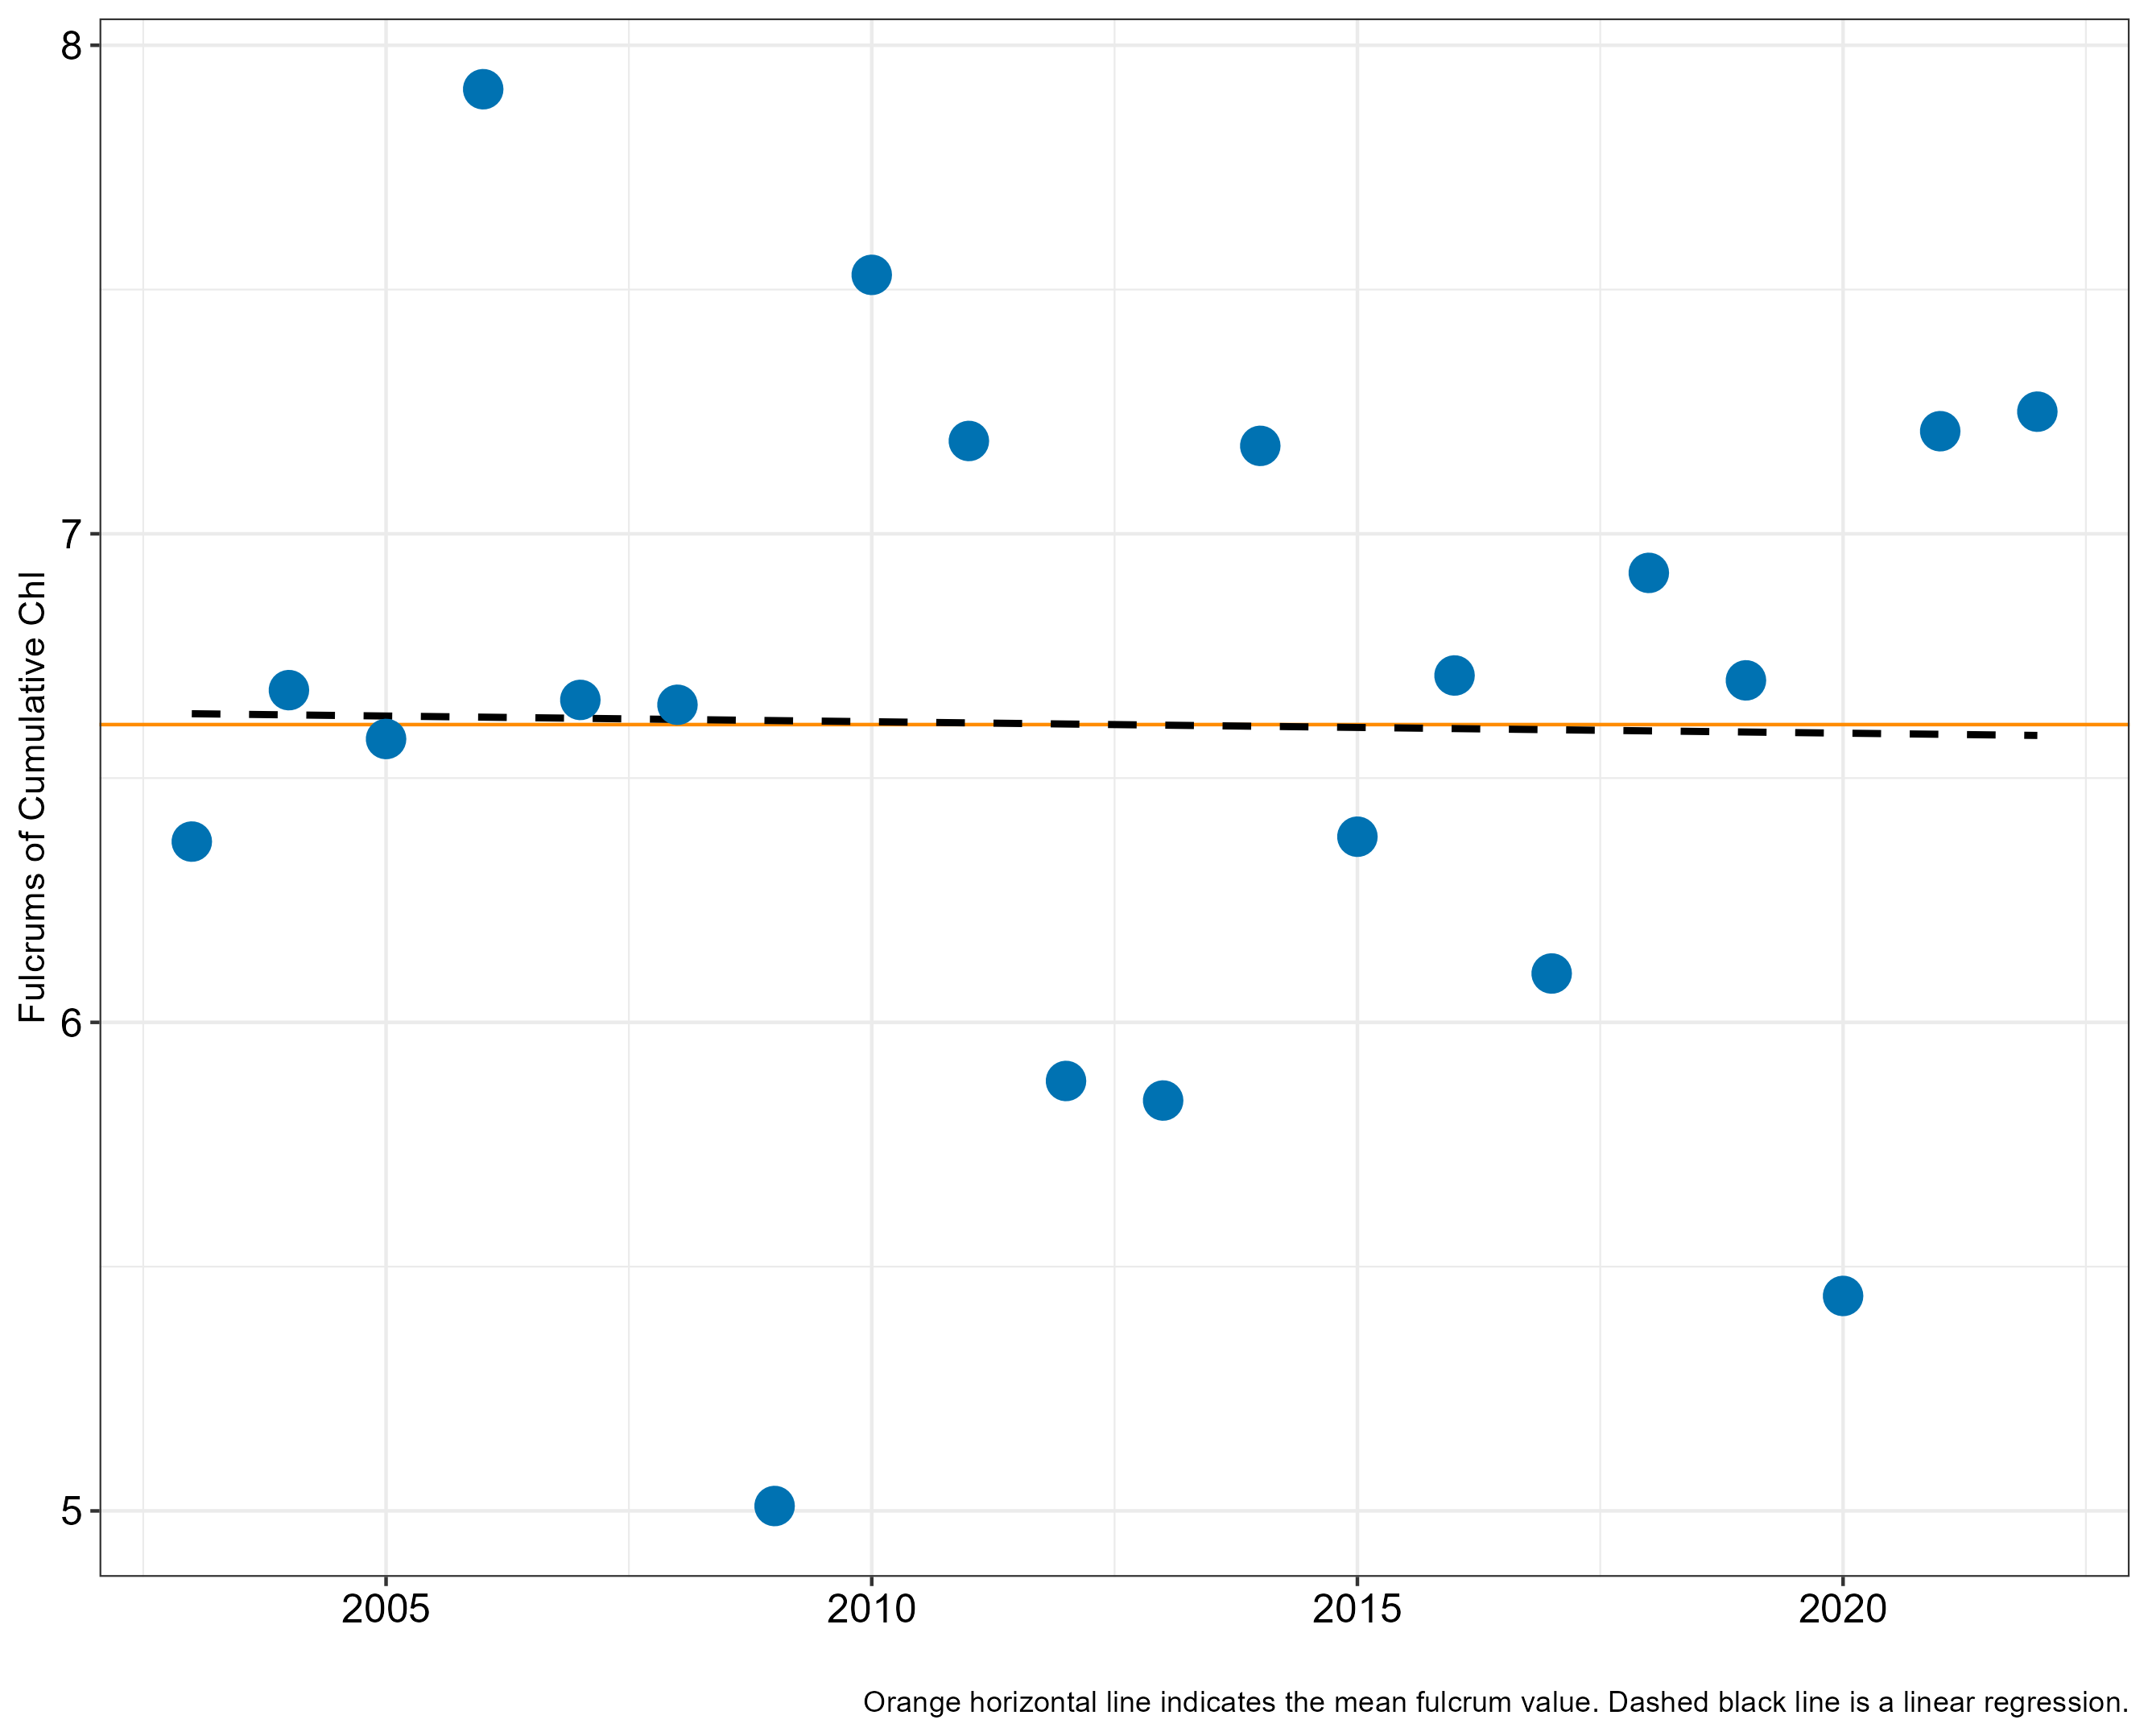 8
7
6
5
Fulcrums of Cumulative Chl
2005 2010 2015 2020
Orange horizontal line indicates the mean fulcrum value. Dashed black line is a linear regression.